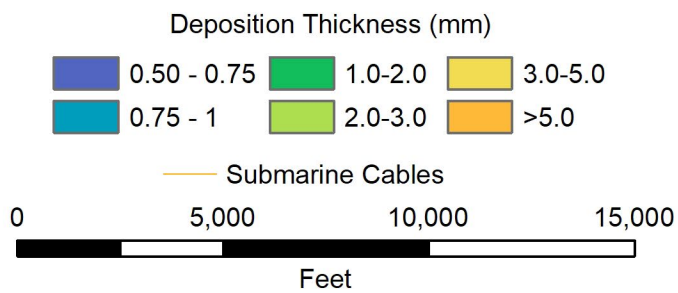 Deposition Thickness (mm)
0.50 - 0.75 1.0-2.0 3.0-5.0
0.75 - 1 2.0-3.0 >5.0
Submarine Cables
0 5,000 10,000 15,000
Feet